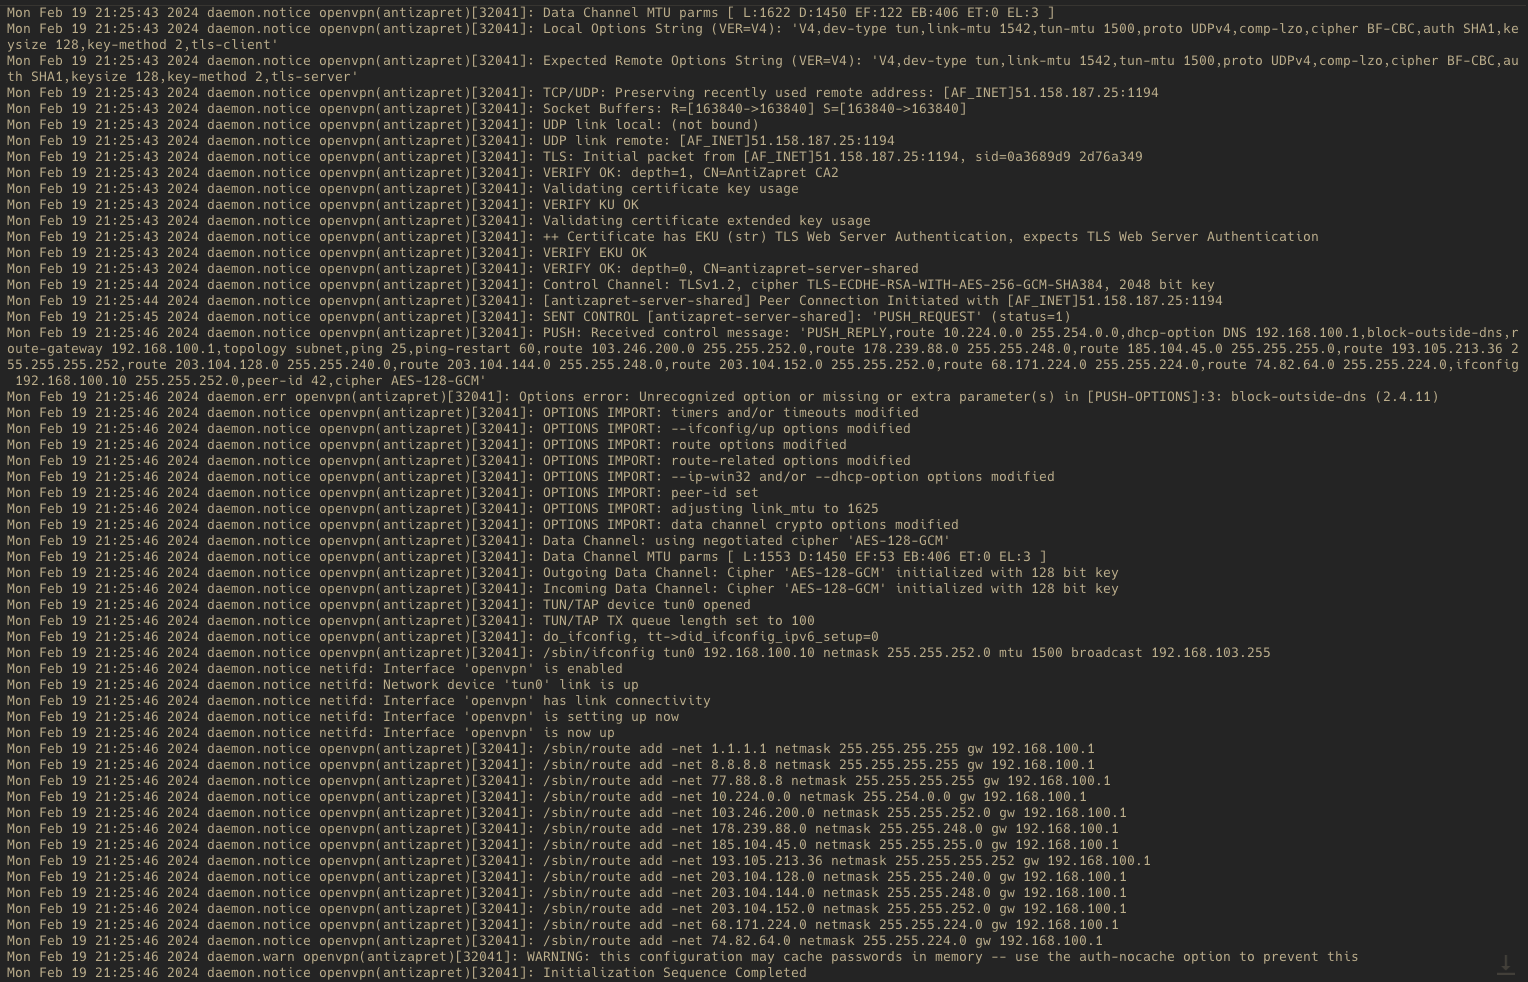 Mon Feb 19 21:25:43 2024 daemon.notice openvpn(antizapret)[32041]: Data Channel MTU parms [ L:1622 D:1450 EF:122 EB:406 ET:0 EL:3 ]
Mon Feb 19 21:25:43 2024 daemon.notice openvpn(antizapret)[32041]: Local Options String (VER=V4): 'V4,dev-type tun,link-mtu 1542,tun-mtu 1500,proto UDPv4,comp-lzo,cipher BF-CBC,auth SHA1,ke
ysize 128,key-method 2,tls-client'
Mon Feb 19 21:25:43 2024 daemon.notice openvpn(antizapret)[32041]: Expected Remote Options String (VER=V4): 'V4,dev-type tun,link-mtu 1542,tun-mtu 1500,proto UDPv4,comp-lzo,cipher BF-CBC,au
th SHA1,keysize 128,key-method 2,tls-server'
Mon Feb 19 21:25:43 2024 daemon.notice openvpn(antizapret)[32041]: TCP/UDP: Preserving recently used remote address: [AF_INET]51.158.187.25:1194
Mon Feb 19 21:25:43 2024 daemon.notice openvpn(antizapret)[32041]: Socket Buffers: R=[163840->163840] S=[163840->163840]
Mon Feb 19 21:25:43 2024 daemon.notice openvpn(antizapret)[32041]: UDP link local: (not bound)
Mon Feb 19 21:25:43 2024 daemon.notice openvpn(antizapret)[32041]: UDP link remote: [AF_INET]51.158.187.25:1194
Mon Feb 19 21:25:43 2024 daemon.notice openvpn(antizapret)[32041]: TLS: Initial packet from [AF_INET]51.158.187.25:1194, sid=0a3689d9 2d76a349
Mon Feb 19 21:25:43 2024 daemon.notice openvpn(antizapret)[32041]: VERIFY OK: depth=1, CN=AntiZapret CA2
Mon Feb 19 21:25:43 2024 daemon.notice openvpn(antizapret)[32041]: Validating certificate key usage
Mon Feb 19 21:25:43 2024 daemon.notice openvpn(antizapret)[32041]: VERIFY KU OK
Mon Feb 19 21:25:43 2024 daemon.notice openvpn(antizapret)[32041]: Validating certificate extended key usage
Mon Feb 19 21:25:43 2024 daemon.notice openvpn(antizapret)[32041]: ++ Certificate has EKU (str) TLS Web Server Authentication, expects TLS Web Server Authentication
Mon Feb 19 21:25:43 2024 daemon.notice openvpn(antizapret)[32041]: VERIFY EKU OK
Mon Feb 19 21:25:43 2024 daemon.notice openvpn(antizapret)[32041]: VERIFY OK: depth=0, CN=antizapret-server-shared
Mon Feb 19 21:25:44 2024 daemon.notice openvpn(antizapret)[32041]: Control Channel: TLSv1.2, cipher TLS-ECDHE-RSA-WITH-AES-256-GCM-SHA384, 2048 bit key
Mon Feb 19 21:25:44 2024 daemon.notice openvpn(antizapret)[32041]: [antizapret-server-shared] Peer Connection Initiated with [AF_INET]51.158.187.25:1194
Mon Feb 19 21:25:45 2024 daemon.notice openvpn(antizapret)[32041]: SENT CONTROL [antizapret-server-shared]: 'PUSH_REQUEST' (status=1)
Mon Feb 19 21:25:46 2024 daemon.notice openvpn(antizapret)[32041]: PUSH: Received control message: 'PUSH_REPLY,route 10.224.0.0 255.254.0.0,dhcp-option DNS 192.168.100.1,block-outside-dns,r
oute-gateway 192.168.100.1,topology subnet,ping 25,ping-restart 60,route 103.246.200.0 255.255.252.0,route 178.239.88.0 255.255.248.0,route 185.104.45.0 255.255.255.0,route 193.105.213.36 2
55.255.255.252,route 203.104.128.0 255.255.240.0,route 203.104.144.0 255.255.248.0,route 203.104.152.0 255.255.252.0,route 68.171.224.0 255.255.224.0,route 74.82.64.0 255.255.224.0,ifconfig
 192.168.100.10 255.255.252.0,peer-id 42,cipher AES-128-GCM'
Mon Feb 19 21:25:46 2024 daemon.err openvpn(antizapret)[32041]: Options error: Unrecognized option or missing or extra parameter(s) in [PUSH-OPTIONS]:3: block-outside-dns (2.4.11)
Mon Feb 19 21:25:46 2024 daemon.notice openvpn(antizapret)[32041]: OPTIONS IMPORT: timers and/or timeouts modified
Mon Feb 19 21:25:46 2024 daemon.notice openvpn(antizapret)[32041]: OPTIONS IMPORT: --ifconfig/up options modified
Mon Feb 19 21:25:46 2024 daemon.notice openvpn(antizapret)[32041]: OPTIONS IMPORT: route options modified
Mon Feb 19 21:25:46 2024 daemon.notice openvpn(antizapret)[32041]: OPTIONS IMPORT: route-related options modified
Mon Feb 19 21:25:46 2024 daemon.notice openvpn(antizapret)[32041]: OPTIONS IMPORT: --ip-win32 and/or --dhcp-option options modified
Mon Feb 19 21:25:46 2024 daemon.notice openvpn(antizapret)[32041]: OPTIONS IMPORT: peer-id set
Mon Feb 19 21:25:46 2024 daemon.notice openvpn(antizapret)[32041]: OPTIONS IMPORT: adjusting link_mtu to 1625
Mon Feb 19 21:25:46 2024 daemon.notice openvpn(antizapret)[32041]: OPTIONS IMPORT: data channel crypto options modified
Mon Feb 19 21:25:46 2024 daemon.notice openvpn(antizapret)[32041]: Data Channel: using negotiated cipher 'AES-128-GCM'
Mon Feb 19 21:25:46 2024 daemon.notice openvpn(antizapret)[32041]: Data Channel MTU parms [ L:1553 D:1450 EF:53 EB:406 ET:0 EL:3 ]
Mon Feb 19 21:25:46 2024 daemon.notice openvpn(antizapret)[32041]: Outgoing Data Channel: Cipher 'AES-128-GCM' initialized with 128 bit key
Mon Feb 19 21:25:46 2024 daemon.notice openvpn(antizapret)[32041]: Incoming Data Channel: Cipher 'AES-128-GCM' initialized with 128 bit key
Mon Feb 19 21:25:46 2024 daemon.notice openvpn(antizapret)[32041]: TUN/TAP device tun0 opened
Mon Feb 19 21:25:46 2024 daemon.notice openvpn(antizapret)[32041]: TUN/TAP TX queue length set to 100
Mon Feb 19 21:25:46 2024 daemon.notice openvpn(antizapret)[32041]: do_ifconfig, tt->did_ifconfig_ipv6_setup=0
Mon Feb 19 21:25:46 2024 daemon.notice openvpn(antizapret)[32041]: /sbin/ifconfig tun0 192.168.100.10 netmask 255.255.252.0 mtu 1500 broadcast 192.168.103.255
Mon Feb 19 21:25:46 2024 daemon.notice netifd: Interface 'openvpn' is enabled
Mon Feb 19 21:25:46 2024 daemon.notice netifd: Network device 'tun0' link is up
Mon Feb 19 21:25:46 2024 daemon.notice netifd: Interface 'openvpn' has link connectivity
Mon Feb 19 21:25:46 2024 daemon.notice netifd: Interface 'openvpn' is setting up now
Mon Feb 19 21:25:46 2024 daemon.notice netifd: Interface 'openvpn' is now up
Mon Feb 19 21:25:46 2024 daemon.notice openvpn(antizapret)[32041]: /sbin/route add -net 1.1.1.1 netmask 255.255.255.255 gw 192.168.100.1
Mon Feb 19 21:25:46 2024 daemon.notice openvpn(antizapret)[32041]: /sbin/route add -net 8.8.8.8 netmask 255.255.255.255 gw 192.168.100.1
Mon Feb 19 21:25:46 2024 daemon.notice openvpn(antizapret)[32041]: /sbin/route add -net 77.88.8.8 netmask 255.255.255.255 gw 192.168.100.1
Mon Feb 19 21:25:46 2024 daemon.notice openvpn(antizapret)[32041]: /sbin/route add -net 10.224.0.0 netmask 255.254.0.0 gw 192.168.100.1
Mon Feb 19 21:25:46 2024 daemon.notice openvpn(antizapret)[32041]: /sbin/route add -net 103.246.200.0 netmask 255.255.252.0 gw 192.168.100.1
Mon Feb 19 21:25:46 2024 daemon.notice openvpn(antizapret)[32041]: /sbin/route add -net 178.239.88.0 netmask 255.255.248.0 gw 192.168.100.1
Mon Feb 19 21:25:46 2024 daemon.notice openvpn(antizapret)[32041]: /sbin/route add -net 185.104.45.0 netmask 255.255.255.0 gw 192.168.100.1
Mon Feb 19 21:25:46 2024 daemon.notice openvpn(antizapret)[32041]: /sbin/route add -net 193.105.213.36 netmask 255.255.255.252 gw 192.168.100.1
Mon Feb 19 21:25:46 2024 daemon.notice openvpn(antizapret)[32041]: /sbin/route add -net 203.104.128.0 netmask 255.255.240.0 gw 192.168.100.1
Mon Feb 19 21:25:46 2024 daemon.notice openvpn(antizapret)[32041]: /sbin/route add -net 203.104.144.0 netmask 255.255.248.0 gw 192.168.100.1
Mon Feb 19 21:25:46 2024 daemon.notice openvpn(antizapret)[32041]: /sbin/route add -net 203.104.152.0 netmask 255.255.252.0 gw 192.168.100.1
Mon Feb 19 21:25:46 2024 daemon.notice openvpn(antizapret)[32041]: /sbin/route add -net 68.171.224.0 netmask 255.255.224.0 gw 192.168.100.1
Mon Feb 19 21:25:46 2024 daemon.notice openvpn(antizapret)[32041]: /sbin/route add -net 74.82.64.0 netmask 255.255.224.0 gw 192.168.100.1
Mon Feb 19 21:25:46 2024 daemon.warn openvpn(antizapret)[32041]: WARNING: this configuration may cache passwords in memory -- use the auth-nocache option to prevent this
Mon Feb 19 21:25:46 2024 daemon.notice openvpn(antizapret)[32041]: Initialization Sequence Completed